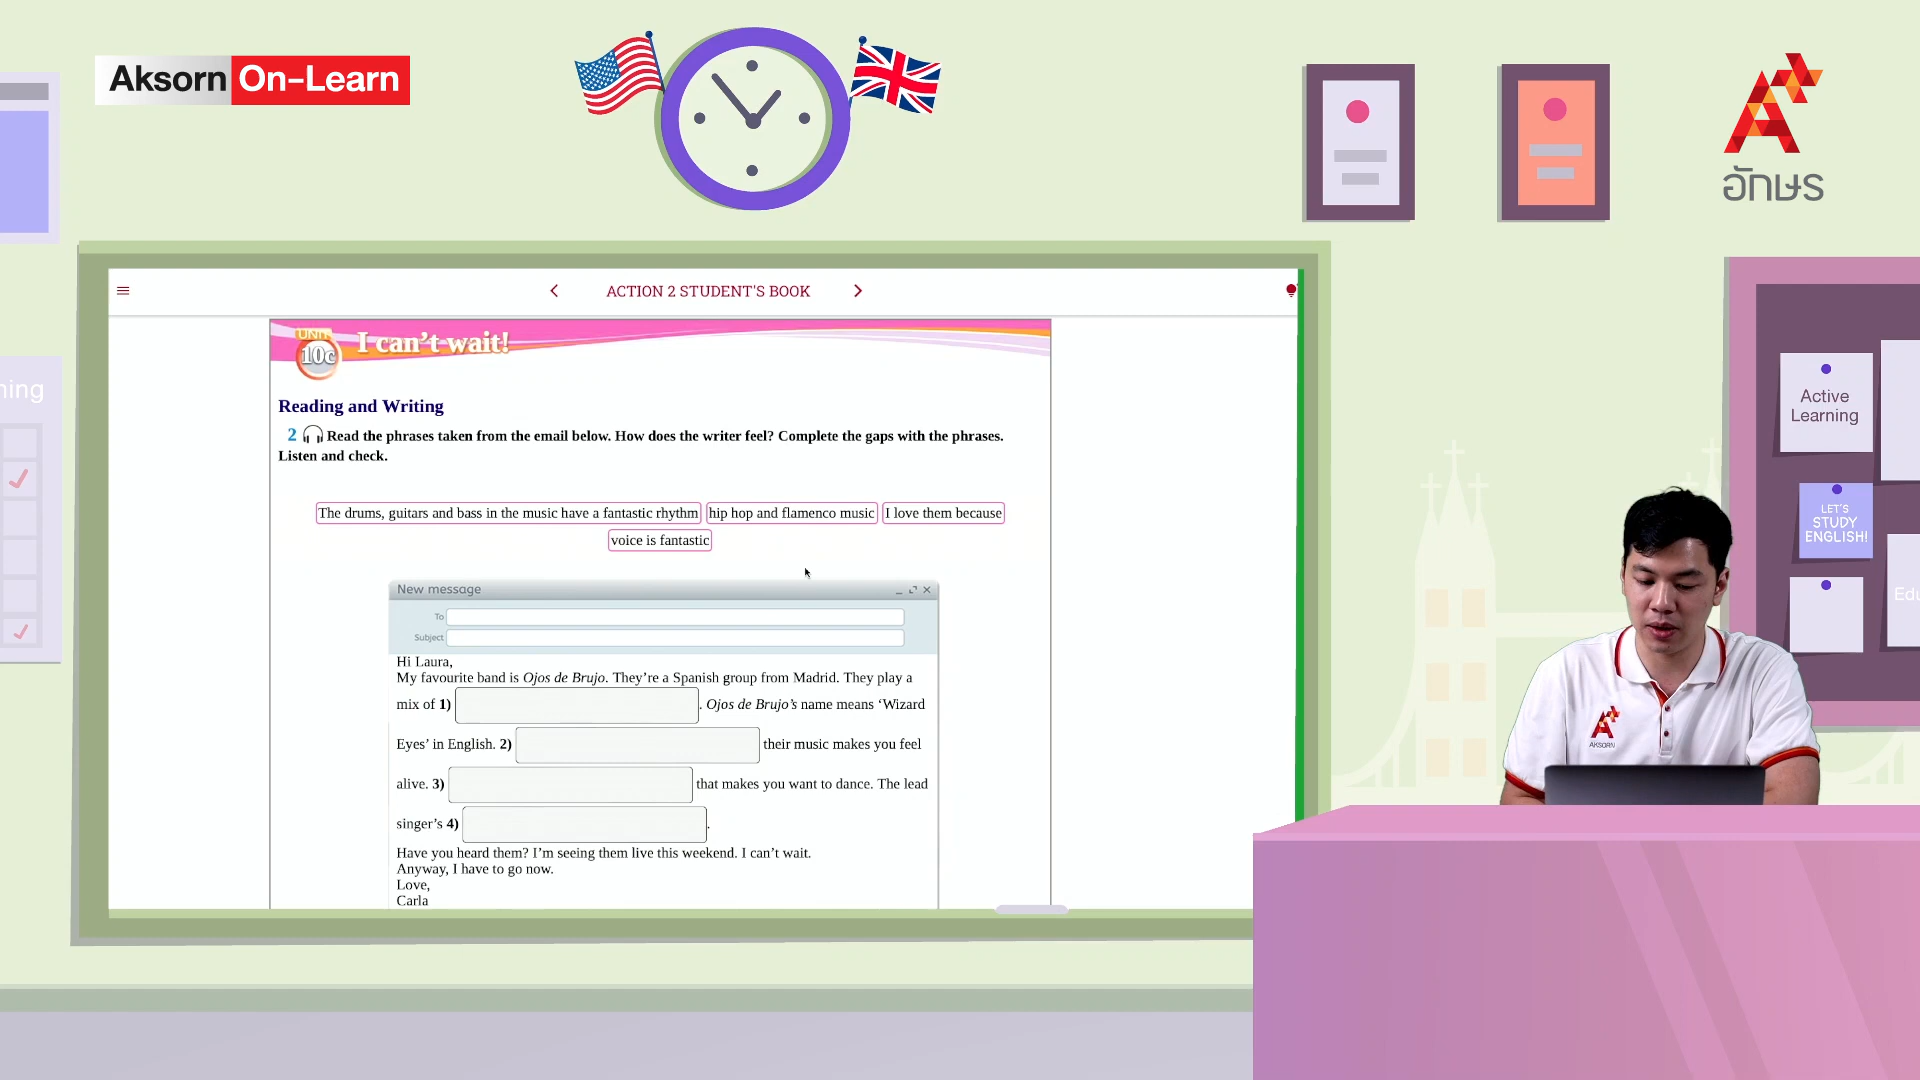 Aksorn On-Learn
อักษร
ning
ACTION 2 STUDENT'S BOOK
UNIT
10c
I can't wait!
Reading and Writing
2 Read the phrases taken from the email below. How does the writer feel? Complete the gaps with the phrases.
Listen and check.
The drums, guitars and bass in the music have a fantastic rhythm hip hop and flamenco music I love them because
voice is fantastic
New message
To
Subject
Hi Laura,
My favourite band is Ojos de Brujo. They're a Spanish group from Madrid. They play a
mix of 1) . Ojos de Brujo's name means 'Wizard
Eyes' in English. 2) their music makes you feel
alive. 3) that makes you want to dance. The lead
singer's 4) .
Have you heard them? I'm seeing them live this weekend. I can't wait.
Anyway, I have to go now.
Love,
Carla
Active
Learning
LET'S
STUDY
ENGLISH!
Edu
AKSORN